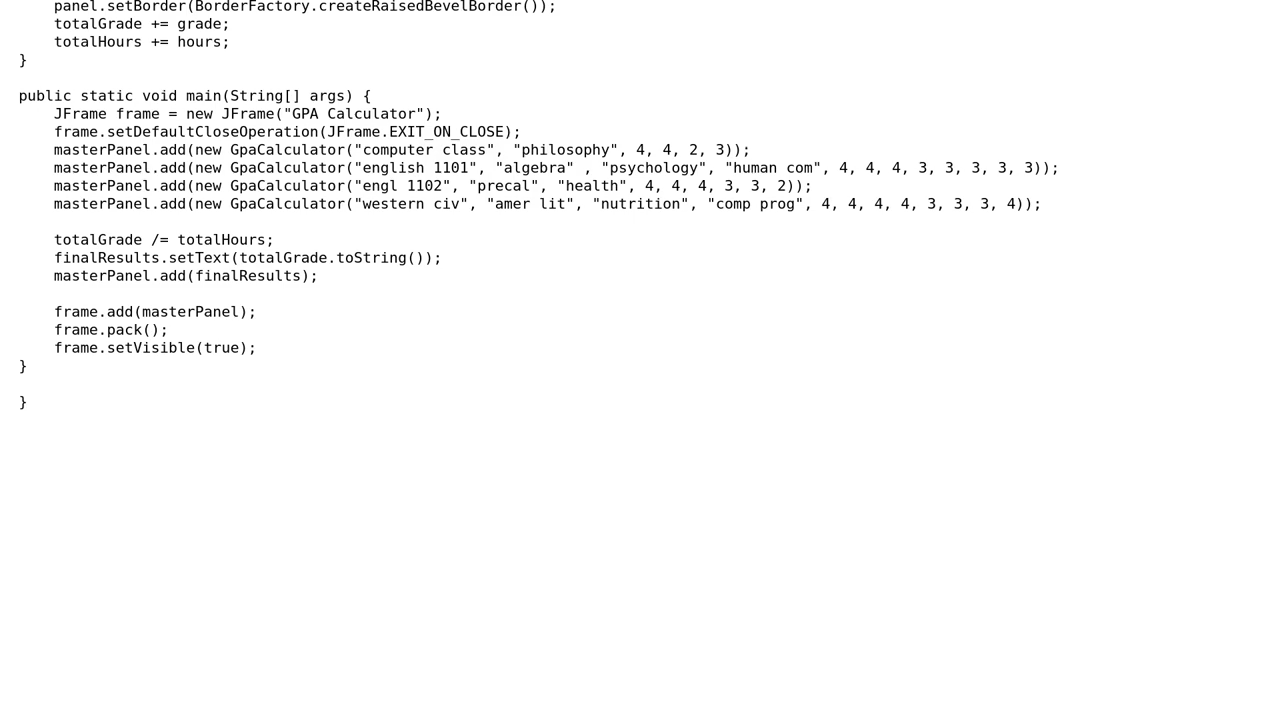 panel.setBorder(BorderFactory.createRaisedBevelBorder());
totalGrade += grade;
totalHours += hours;
}
public static void main(String[] args) {
JFrame frame = new JFrame("GPA Calculator");
frame.setDefaultCloseOperation(JFrame.EXIT_ON_CLOSE);
masterPanel.add(new GpaCalculator("computer class", "philosophy", 4, 4, 2, 3));
masterPanel.add(new GpaCalculator("english 1101", "algebra" , "psychology", "human com", 4, 4, 4, 3, 3, 3, 3, 3));
masterPanel.add(new GpaCalculator("engl 1102", "precal", "health", 4, 4, 4, 3, 3, 2));
masterPanel.add(new GpaCalculator("western civ", "amer lit", "nutrition", "comp prog", 4, 4, 4, 4, 3, 3, 3, 4));
totalGrade /= totalHours;
finalResults.setText(totalGrade.toString());
masterPanel.add(finalResults);
frame.add(masterPanel);
frame.pack();
frame.setVisible(true);
}
}